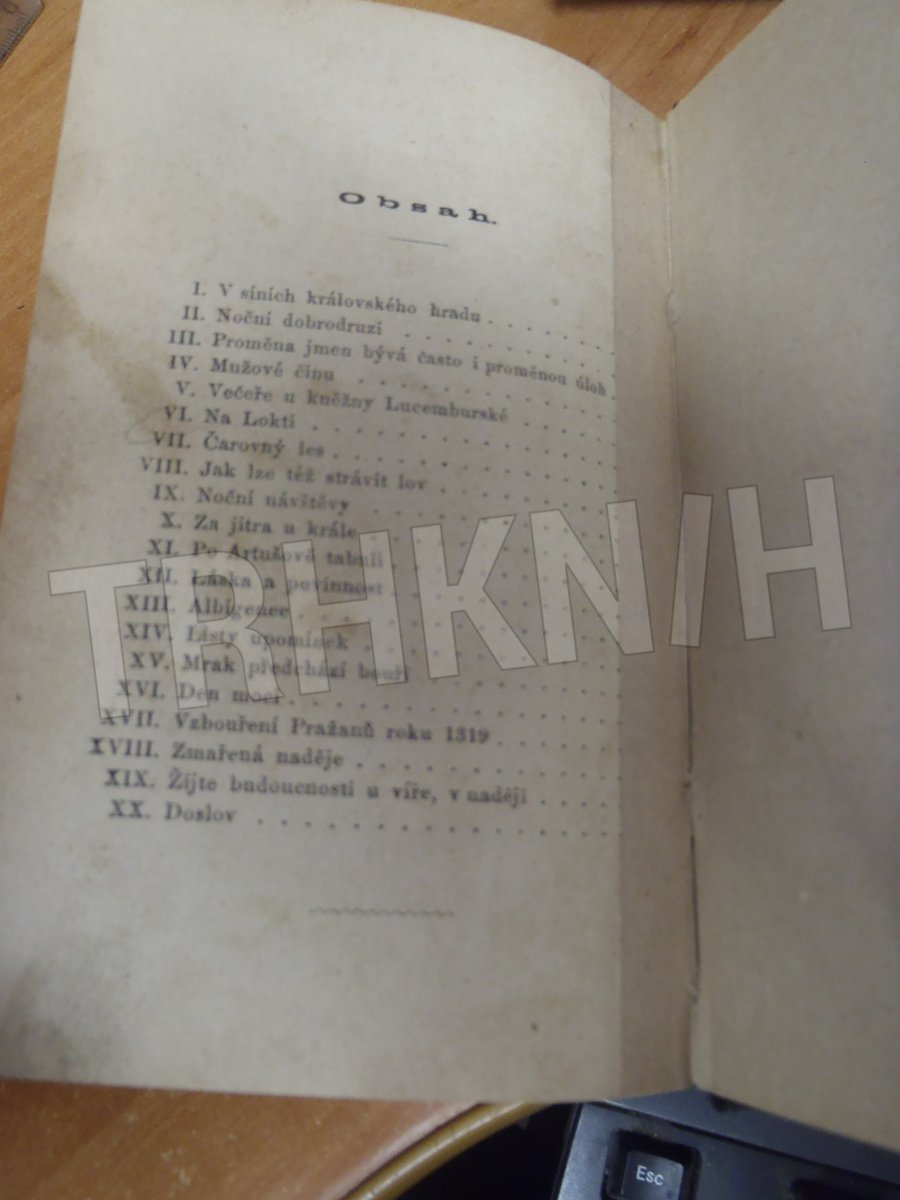 Obsah.
I. V síních královského hradu . . . . . .
II. Noční dobrodruzi . . . . . . . . . .
III. Proměna jmen bývá často i proměnou úloh
IV. Mužové činu . . . . . . . . . . .
V. Večeře u kněžny Lucemburské . . . . .
VI. Na Lokti . . . . . . . . . . . . .
VII. Čarovný les . . . . . . . . . . . .
VIII. Jak lze též stráviti lov . . . . . . . .
IX. Noční návštěvy . . . . . . . . . . .
X. Za jitra u krále . . . . . . . . . . .
XI. Po Artušově tabuli . . . . . . . . . .
XII. Láska a povinnost . . . . . . . . . .
XIII. Albigenec . . . . . . . . . . . . .
XIV. Listy upomínek . . . . . . . . . . .
XV. Mrak předchází bouři . . . . . . . . .
XVI. Den moci . . . . . . . . . . . . .
XVII. Vzbouření Pražanů roku 1319 . . . . . .
XVIII. Zmařená naděje . . . . . . . . . . .
XIX. Žijte budoucnosti u víře, v naději . . . .
XX. Doslov . . . . . . . . . . . . . .
TRHKNIH
Esc